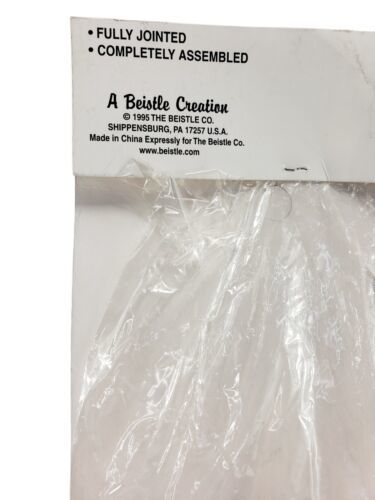 • FULLY JOINTED
• COMPLETELY ASSEMBLED
A Beistle Creation
© 1995 THE BEISTLE CO.
SHIPPENSBURG, PA 17257 U.S.A.
Made in China Expressly for The Beistle Co.
www.beistle.com